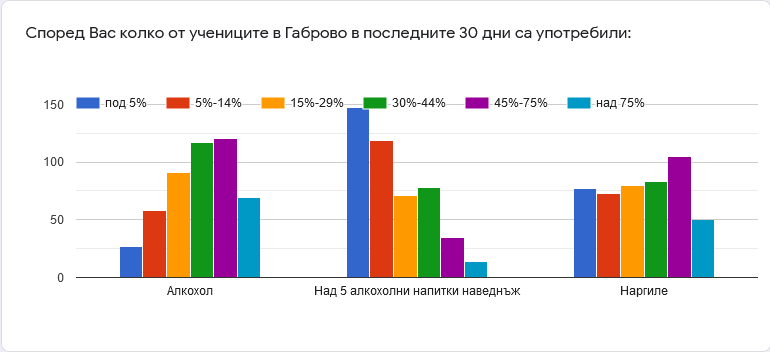 Според Вас колко от учениците в Габрово в последните 30 дни са употребили:
под 5% 5%-14% 15%-29% 30%-44% 45%-75% над 75%
150
100
50
0
Алкохол Над 5 алкохолни напитки наведнъж Наргиле